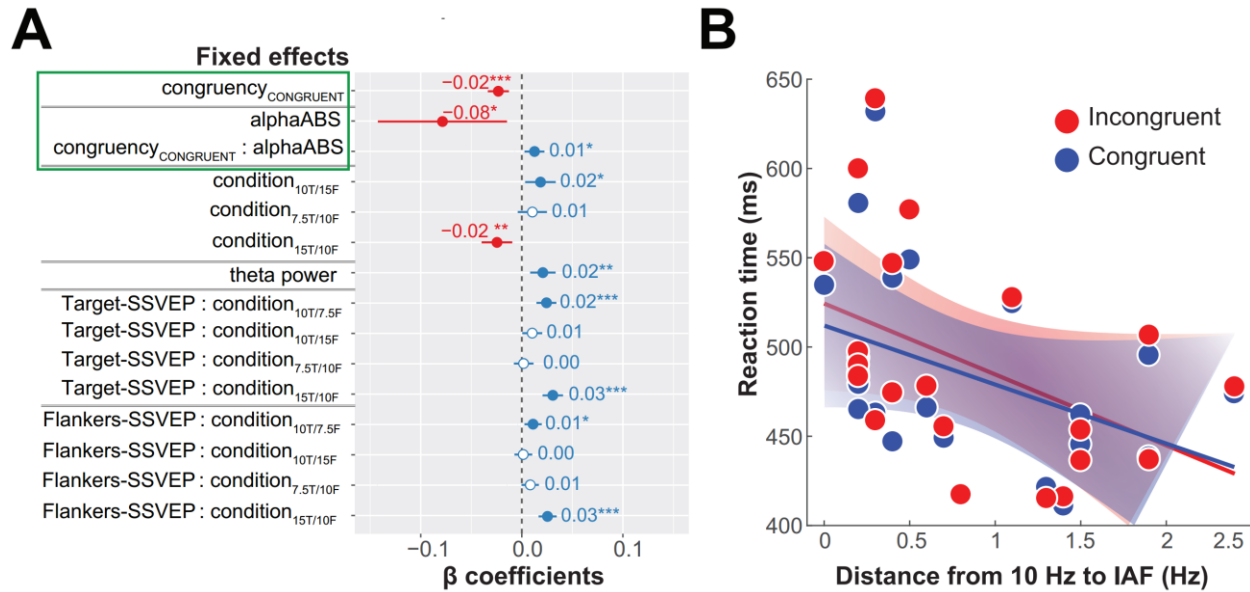 A
Fixed effects
congruencyCONGRUENT
−0.02***
alphaABS
−0.08*
congruencyCONGRUENT : alphaABS
0.01*
condition10T/15F
0.02*
condition7.5T/10F
0.01
condition15T/10F
−0.02 **
theta power
0.02**
Target-SSVEP : condition10T/7.5F
0.02***
Target-SSVEP : condition10T/15F
0.01
Target-SSVEP : condition7.5T/10F
0.00
Target-SSVEP : condition15T/10F
0.03***
Flankers-SSVEP : condition10T/7.5F
0.01*
Flankers-SSVEP : condition10T/15F
0.00
Flankers-SSVEP : condition7.5T/10F
0.01
Flankers-SSVEP : condition15T/10F
0.03***
−0.1 0.0 0.1
β coefficients
B
Reaction time (ms)
650
600
550
500
450
400
Incongruent
Congruent
0 0.5 1 1.5 2 2.5
Distance from 10 Hz to IAF (Hz)